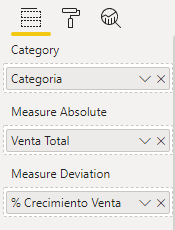 Category
Categoria
Measure Absolute
Venta Total
Measure Deviation
% Crecimiento Venta